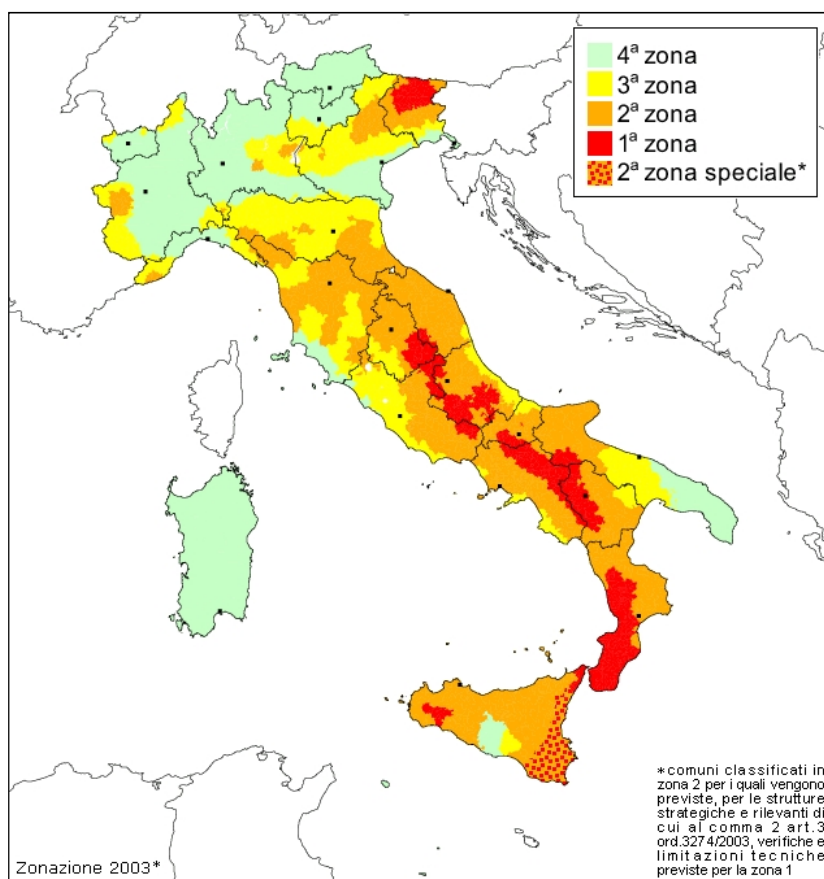 4ª zona
3ª zona
2ª zona
1ª zona
2ª zona speciale*
*comuni classificati in
zona 2 per i quali vengono
previste, per le strutture
strategiche e rilevanti di
cui al comma 2 art.3
ord.3274/2003, verifiche e
limitazioni tecniche
previste per la zona 1
Zonazione 2003*